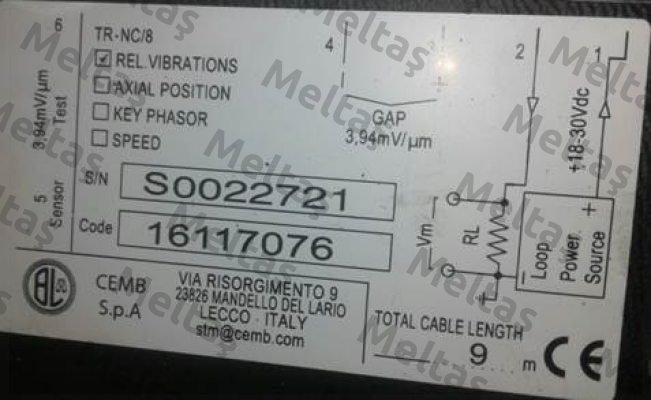 6
3,94mV/µm
Test
5
Sensor
TR-NC/8
REL.VIBRATIONS
AXIAL POSITION
KEY PHASOR
SPEED
4
GAP
3,94mV/µm
2
1
+18-30Vdc
S/N S0022721
Code 16117076
Vm
RL
Loop
Power
Source
+
−
CEMB
S.p.A
VIA RISORGIMENTO 9
23826 MANDELLO DEL LARIO
LECCO - ITALY
stm@cemb.com
TOTAL CABLE LENGTH
9 m
CE
Meltaş